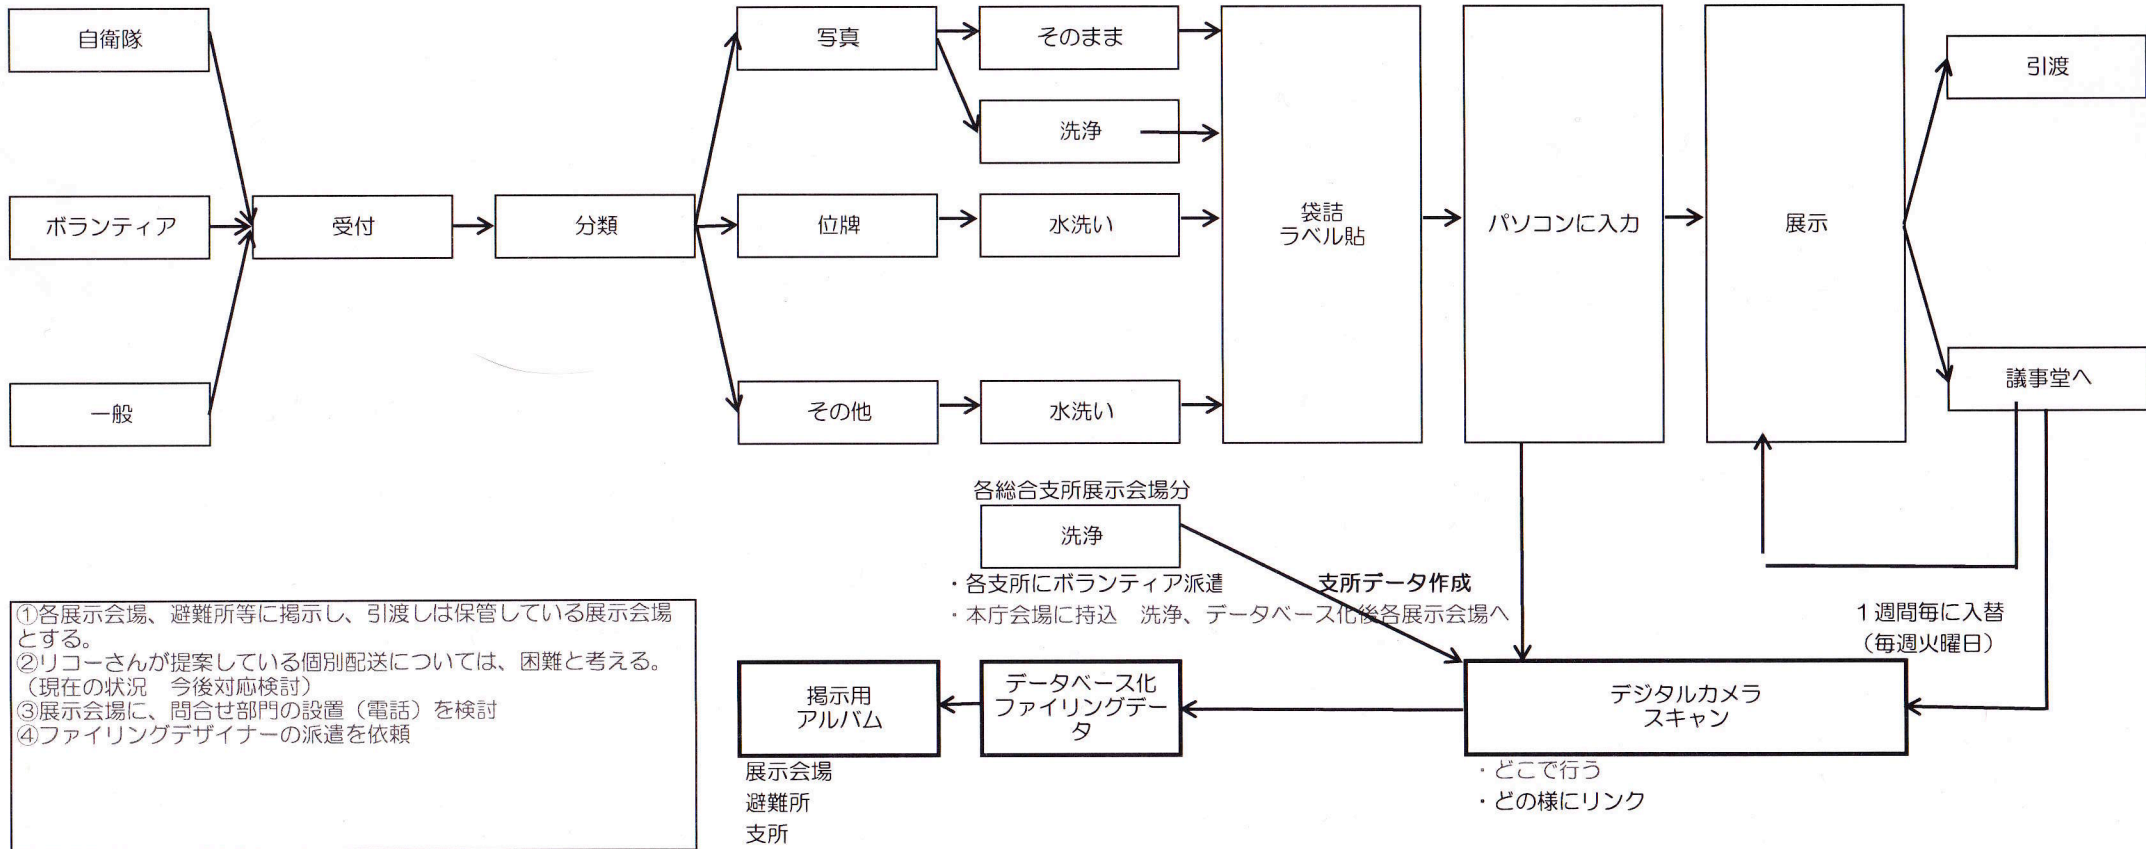 自衛隊
ボランティア
一般
受付
分類
写真
位牌
その他
そのまま
洗浄
水洗い
水洗い
袋詰
ラベル貼
パソコンに入力
展示
引渡
議事堂へ
各総合支所展示会場分
洗浄
・各支所にボランティア派遣
・本庁会場に持込　洗浄、データベース化後各展示会場へ
支所データ作成
1週間毎に入替
（毎週火曜日）
デジタルカメラ
スキャン
・どこで行う
・どの様にリンク
データベース化
ファイリングデー
タ
掲示用
アルバム
展示会場
避難所
支所
①各展示会場、避難所等に掲示し、引渡しは保管している展示会場
とする。
②リコーさんが提案している個別配送については、困難と考える。
（現在の状況　今後対応検討）
③展示会場に、問合せ部門の設置（電話）を検討
④ファイリングデザイナーの派遣を依頼